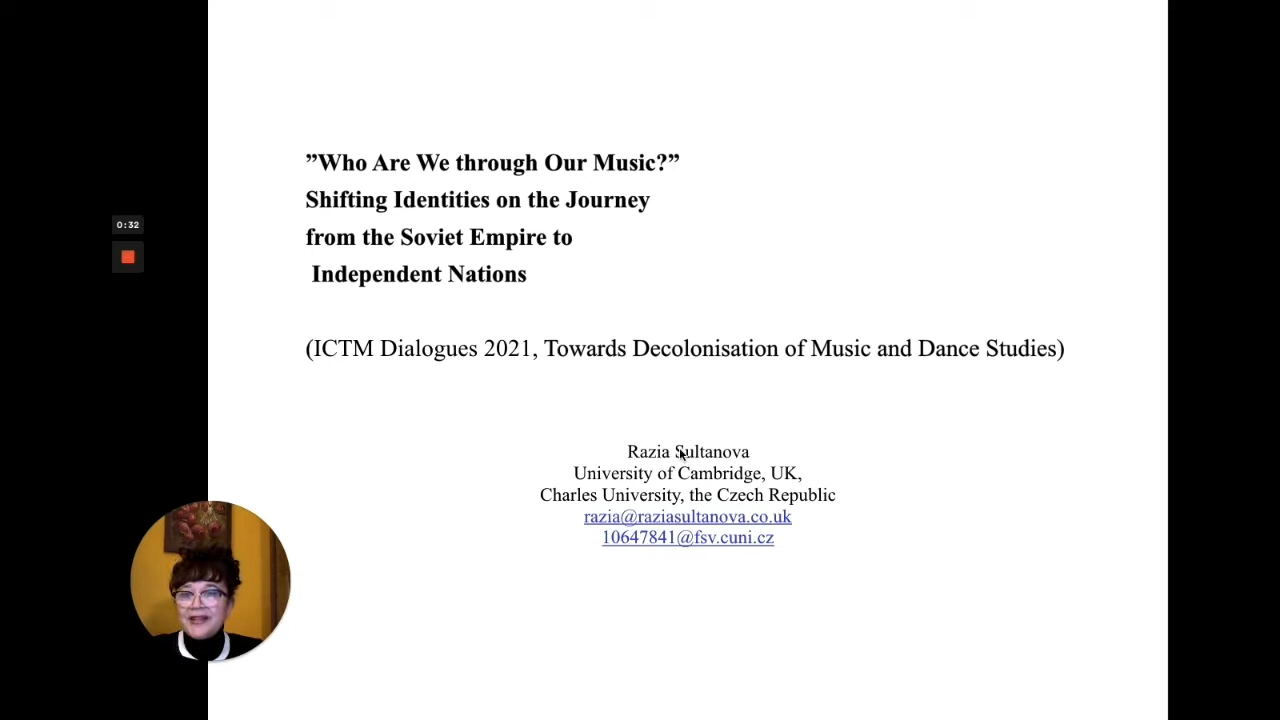 ”Who Are We through Our Music?”
Shifting Identities on the Journey
from the Soviet Empire to
Independent Nations
(ICTM Dialogues 2021, Towards Decolonisation of Music and Dance Studies)
0:32
Razia Sultanova
University of Cambridge, UK,
Charles University, the Czech Republic
razia@raziasultanova.co.uk
10647841@fsv.cuni.cz